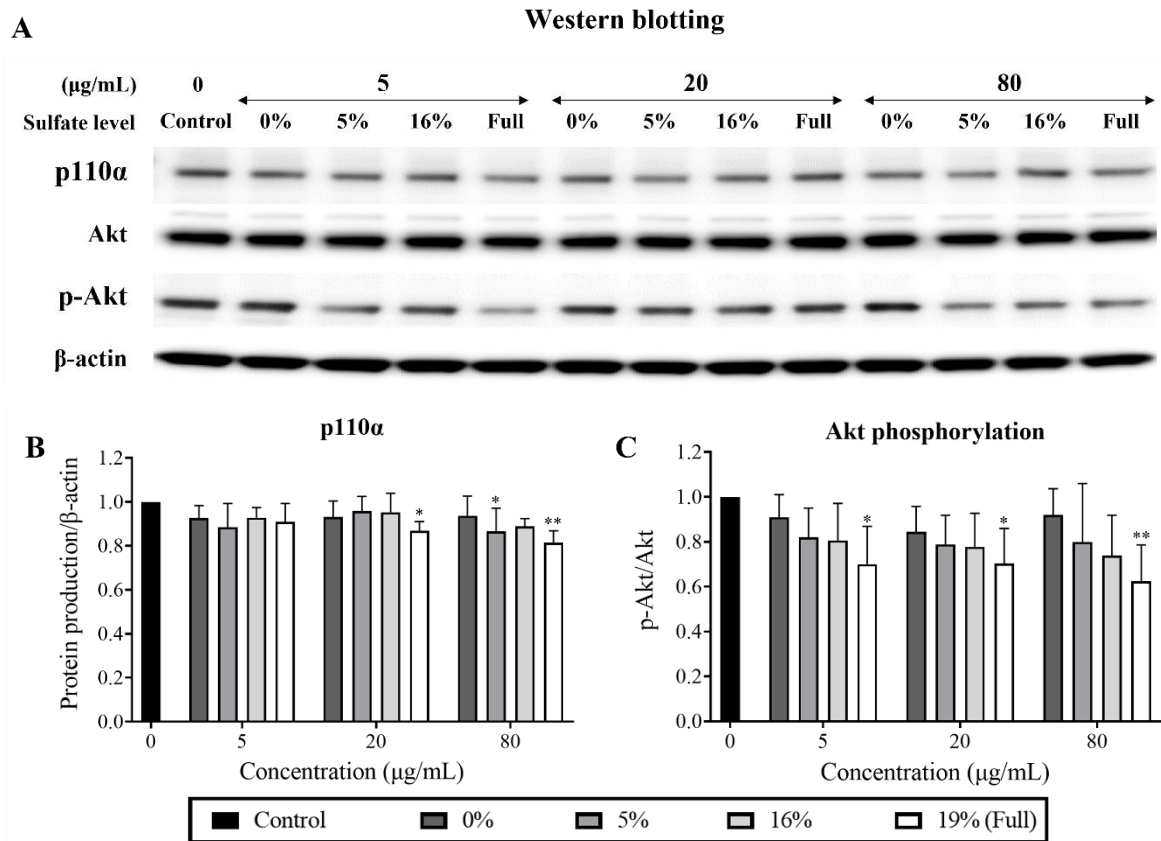 Western blotting
A
(μg/mL) 0 5 20 80
Sulfate level Control 0% 5% 16% Full 0% 5% 16% Full 0% 5% 16% Full
p110α
Akt
p-Akt
β-actin
B
p110α
Protein production/β-actin
1.2
1.0
0.8
0.6
0.4
0.2
0.0
* * **
0 5 20 80
Concentration (μg/mL)
C
Akt phosphorylation
p-Akt/Akt
1.2
1.0
0.8
0.6
0.4
0.2
0.0
* * **
0 5 20 80
Concentration (μg/mL)
Control 0% 5% 16% 19% (Full)